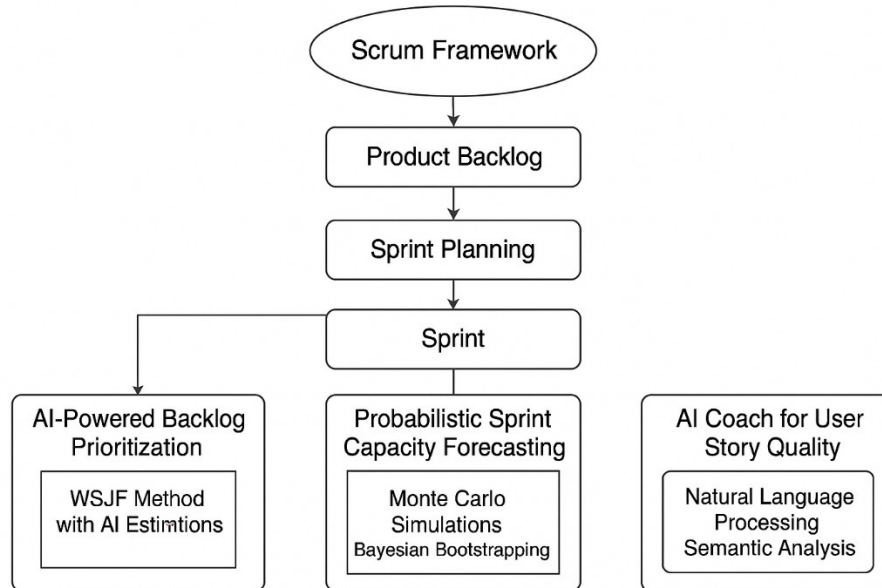 Scrum Framework
Product Backlog
Sprint Planning
Sprint
AI-Powered Backlog
Prioritization
WSJF Method
with AI Estimtions
Probabilistic Sprint
Capacity Forecasting
Monte Carlo
Simulations
Bayesian Bootstrapping
AI Coach for User
Story Quality
Natural Language
Processing
Semantic Analysis